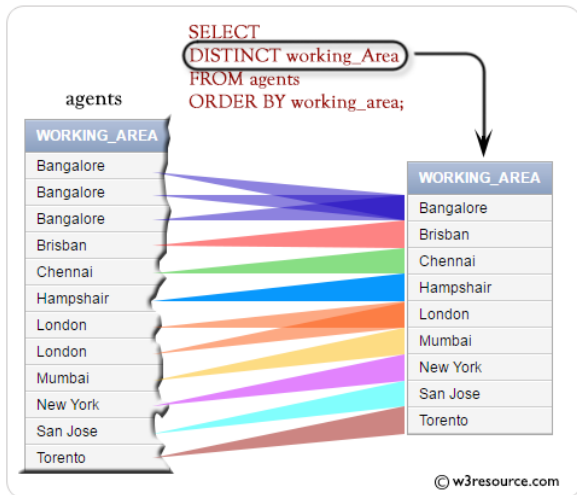 SELECT
DISTINCT working_Area
FROM agents
ORDER BY working_area;
agents
WORKING_AREA
Bangalore
Bangalore
Bangalore
Brisban
Chennai
Hampshair
London
London
Mumbai
New York
San Jose
Torento
WORKING_AREA
Bangalore
Brisban
Chennai
Hampshair
London
Mumbai
New York
San Jose
Torento
© w3resource.com